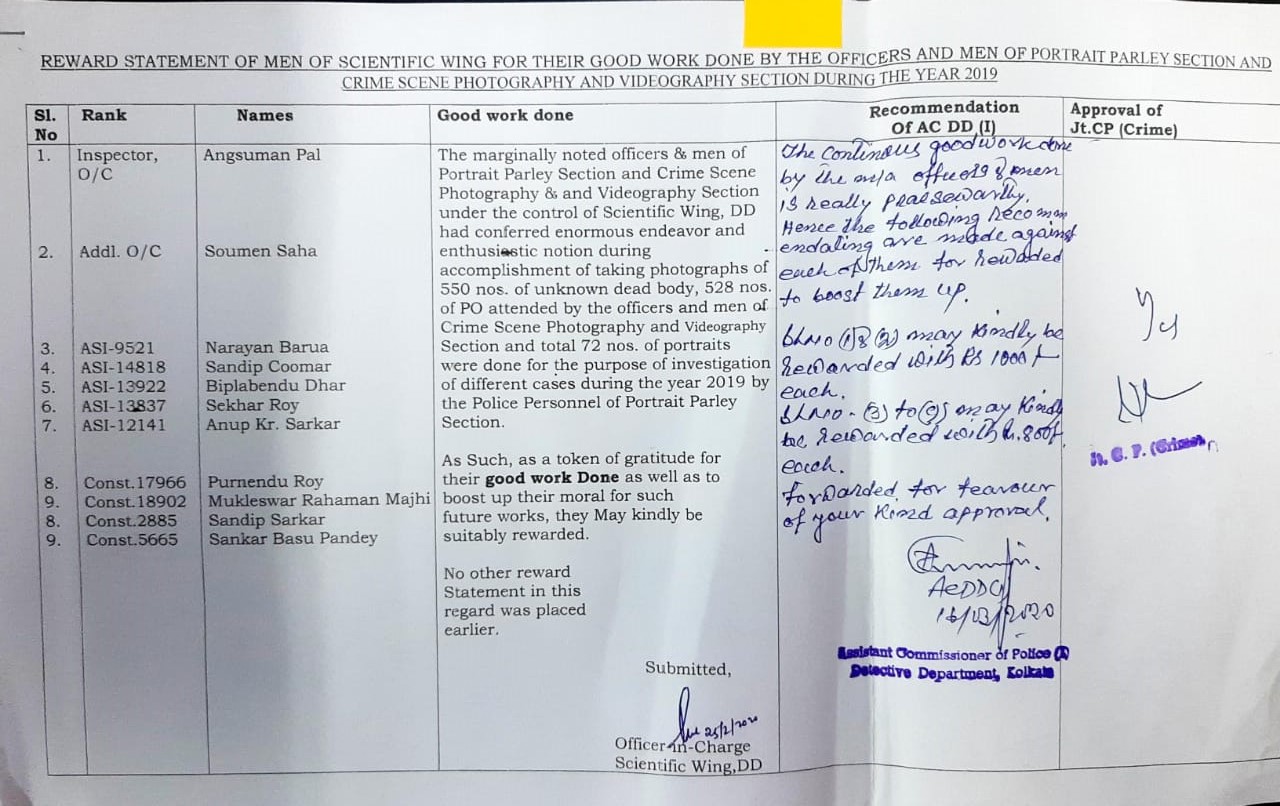 REWARD STATEMENT OF MEN OF SCIENTIFIC WING FOR THEIR GOOD WORK DONE BY THE OFFICERS AND MEN OF PORTRAIT PARLEY SECTION AND
CRIME SCENE PHOTOGRAPHY AND VIDEOGRAPHY SECTION DURING THE YEAR 2019
Sl. No Rank Names Good work done Recommendation Of AC DD,(I) Approval of Jt.CP (Crime)
1. Inspector, O/C Angsuman Pal
2. Addl. O/C Soumen Saha
3. ASI-9521 Narayan Barua
4. ASI-14818 Sandip Coomar
5. ASI-13922 Biplabendu Dhar
6. ASI-13837 Sekhar Roy
7. ASI-12141 Anup Kr. Sarkar
8. Const.17966 Purnendu Roy
9. Const.18902 Mukleswar Rahaman Majhi
8. Const.2885 Sandip Sarkar
9. Const.5665 Sankar Basu Pandey
The marginally noted officers & men of
Portrait Parley Section and Crime Scene
Photography & and Videography Section
under the control of Scientific Wing, DD
had conferred enormous endeavor and
enthusiastic notion during
accomplishment of taking photographs of
550 nos. of unknown dead body, 528 nos.
of PO attended by the officers and men of
Crime Scene Photography and Videography
Section and total 72 nos. of portraits
were done for the purpose of investigation
of different cases during the year 2019 by
the Police Personnel of Portrait Parley
Section.
As Such, as a token of gratitude for
their good work Done as well as to
boost up their moral for such
future works, they May kindly be
suitably rewarded.
No other reward
Statement in this
regard was placed
earlier.
Submitted,
25/2/2020
Officer-in-Charge
Scientific Wing,DD
The continous good work done
by the m/a officers & men
is really praiseworthy.
Hence the following recomm
endating are made against
each of them for rewaded
to boost them up.
Sl. No (1) & (2) may kindly be
rewarded with Rs 1000/-
each.
Sl. No - (3) to (9) may kindly
be rewarded with Rs. 800/-
each.
Forwarded for feavour
of your kind approval.
16/03/2020
Assistant Commissioner of Police (I)
Detective Department, Kolkata
Jt. C. P. (Crime)